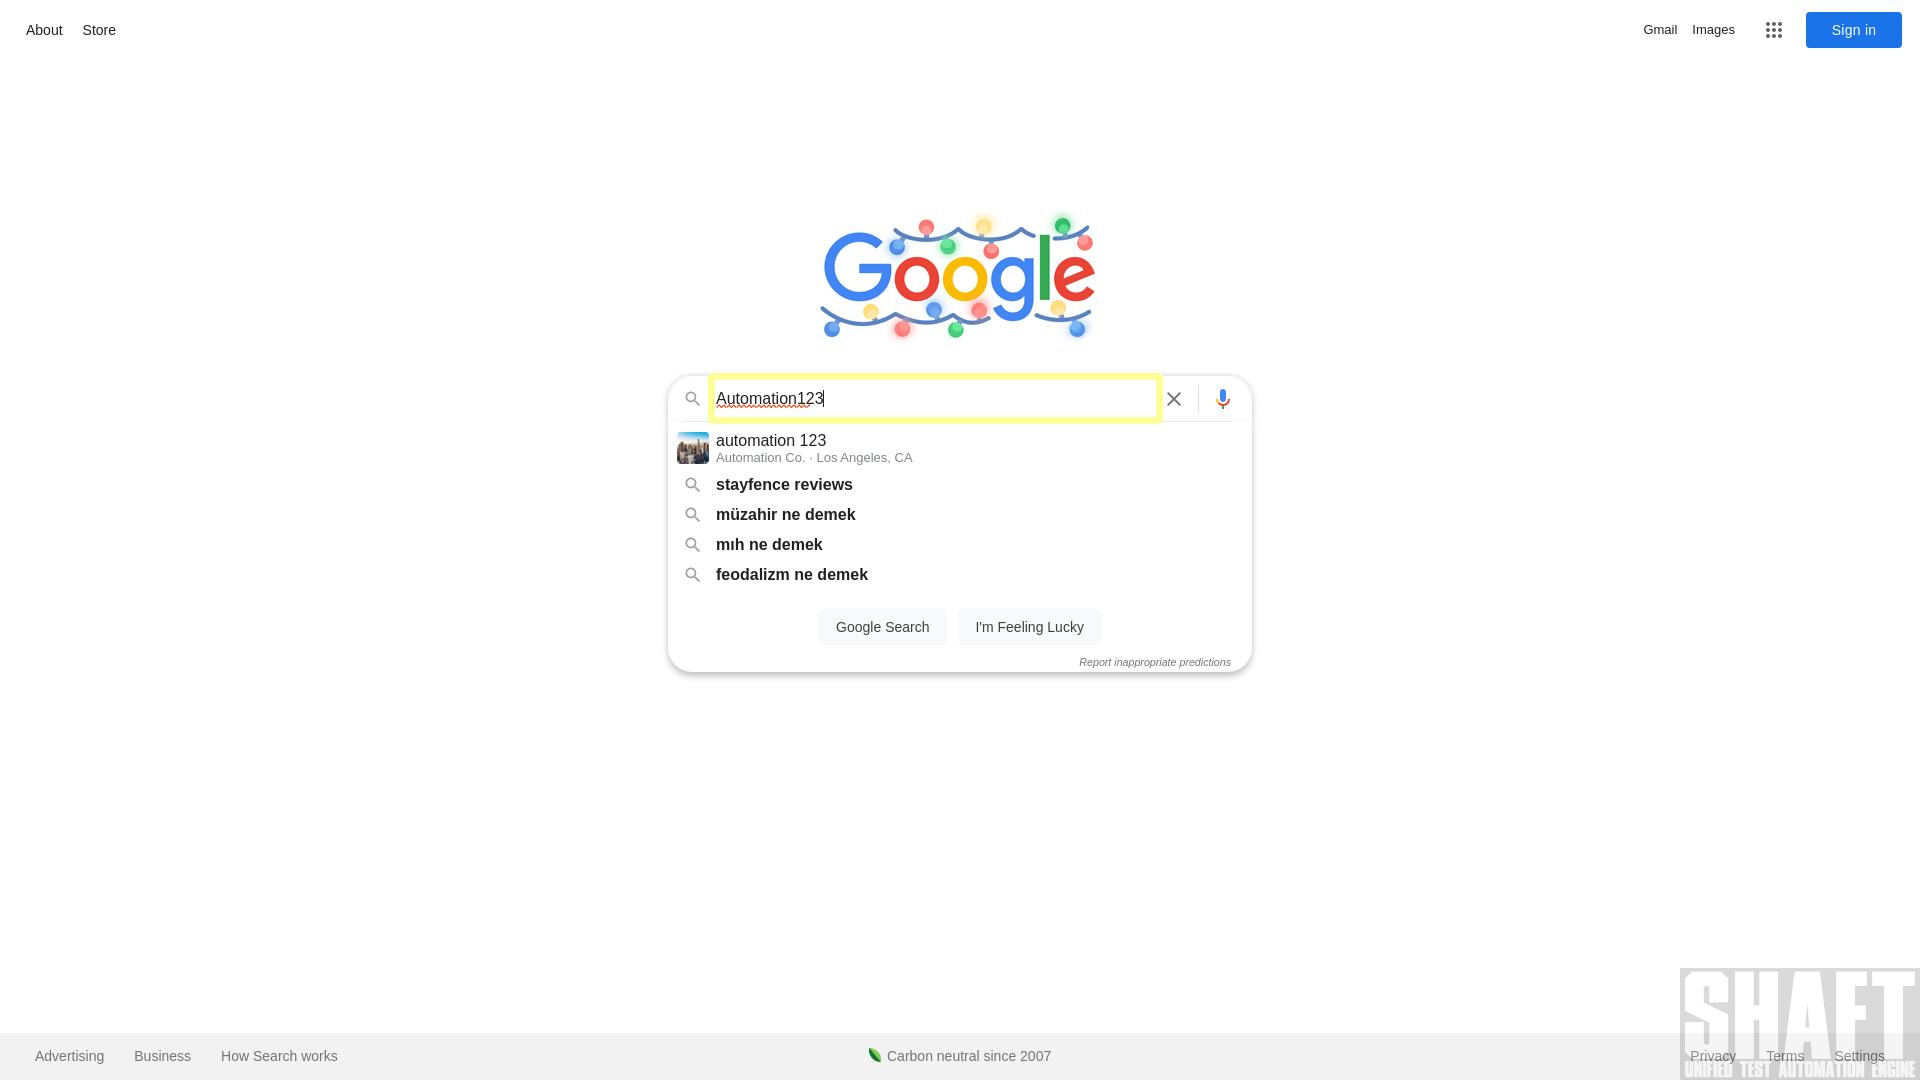 About Store
Gmail Images Sign in
Google
Automation123
automation 123
Automation Co. · Los Angeles, CA
stayfence reviews
müzahir ne demek
mıh ne demek
feodalizm ne demek
Google Search I'm Feeling Lucky
Report inappropriate predictions
SHAFT
Advertising Business How Search works Carbon neutral since 2007 Privacy Terms Settings
UNIFIED TEST AUTOMATION ENGINE